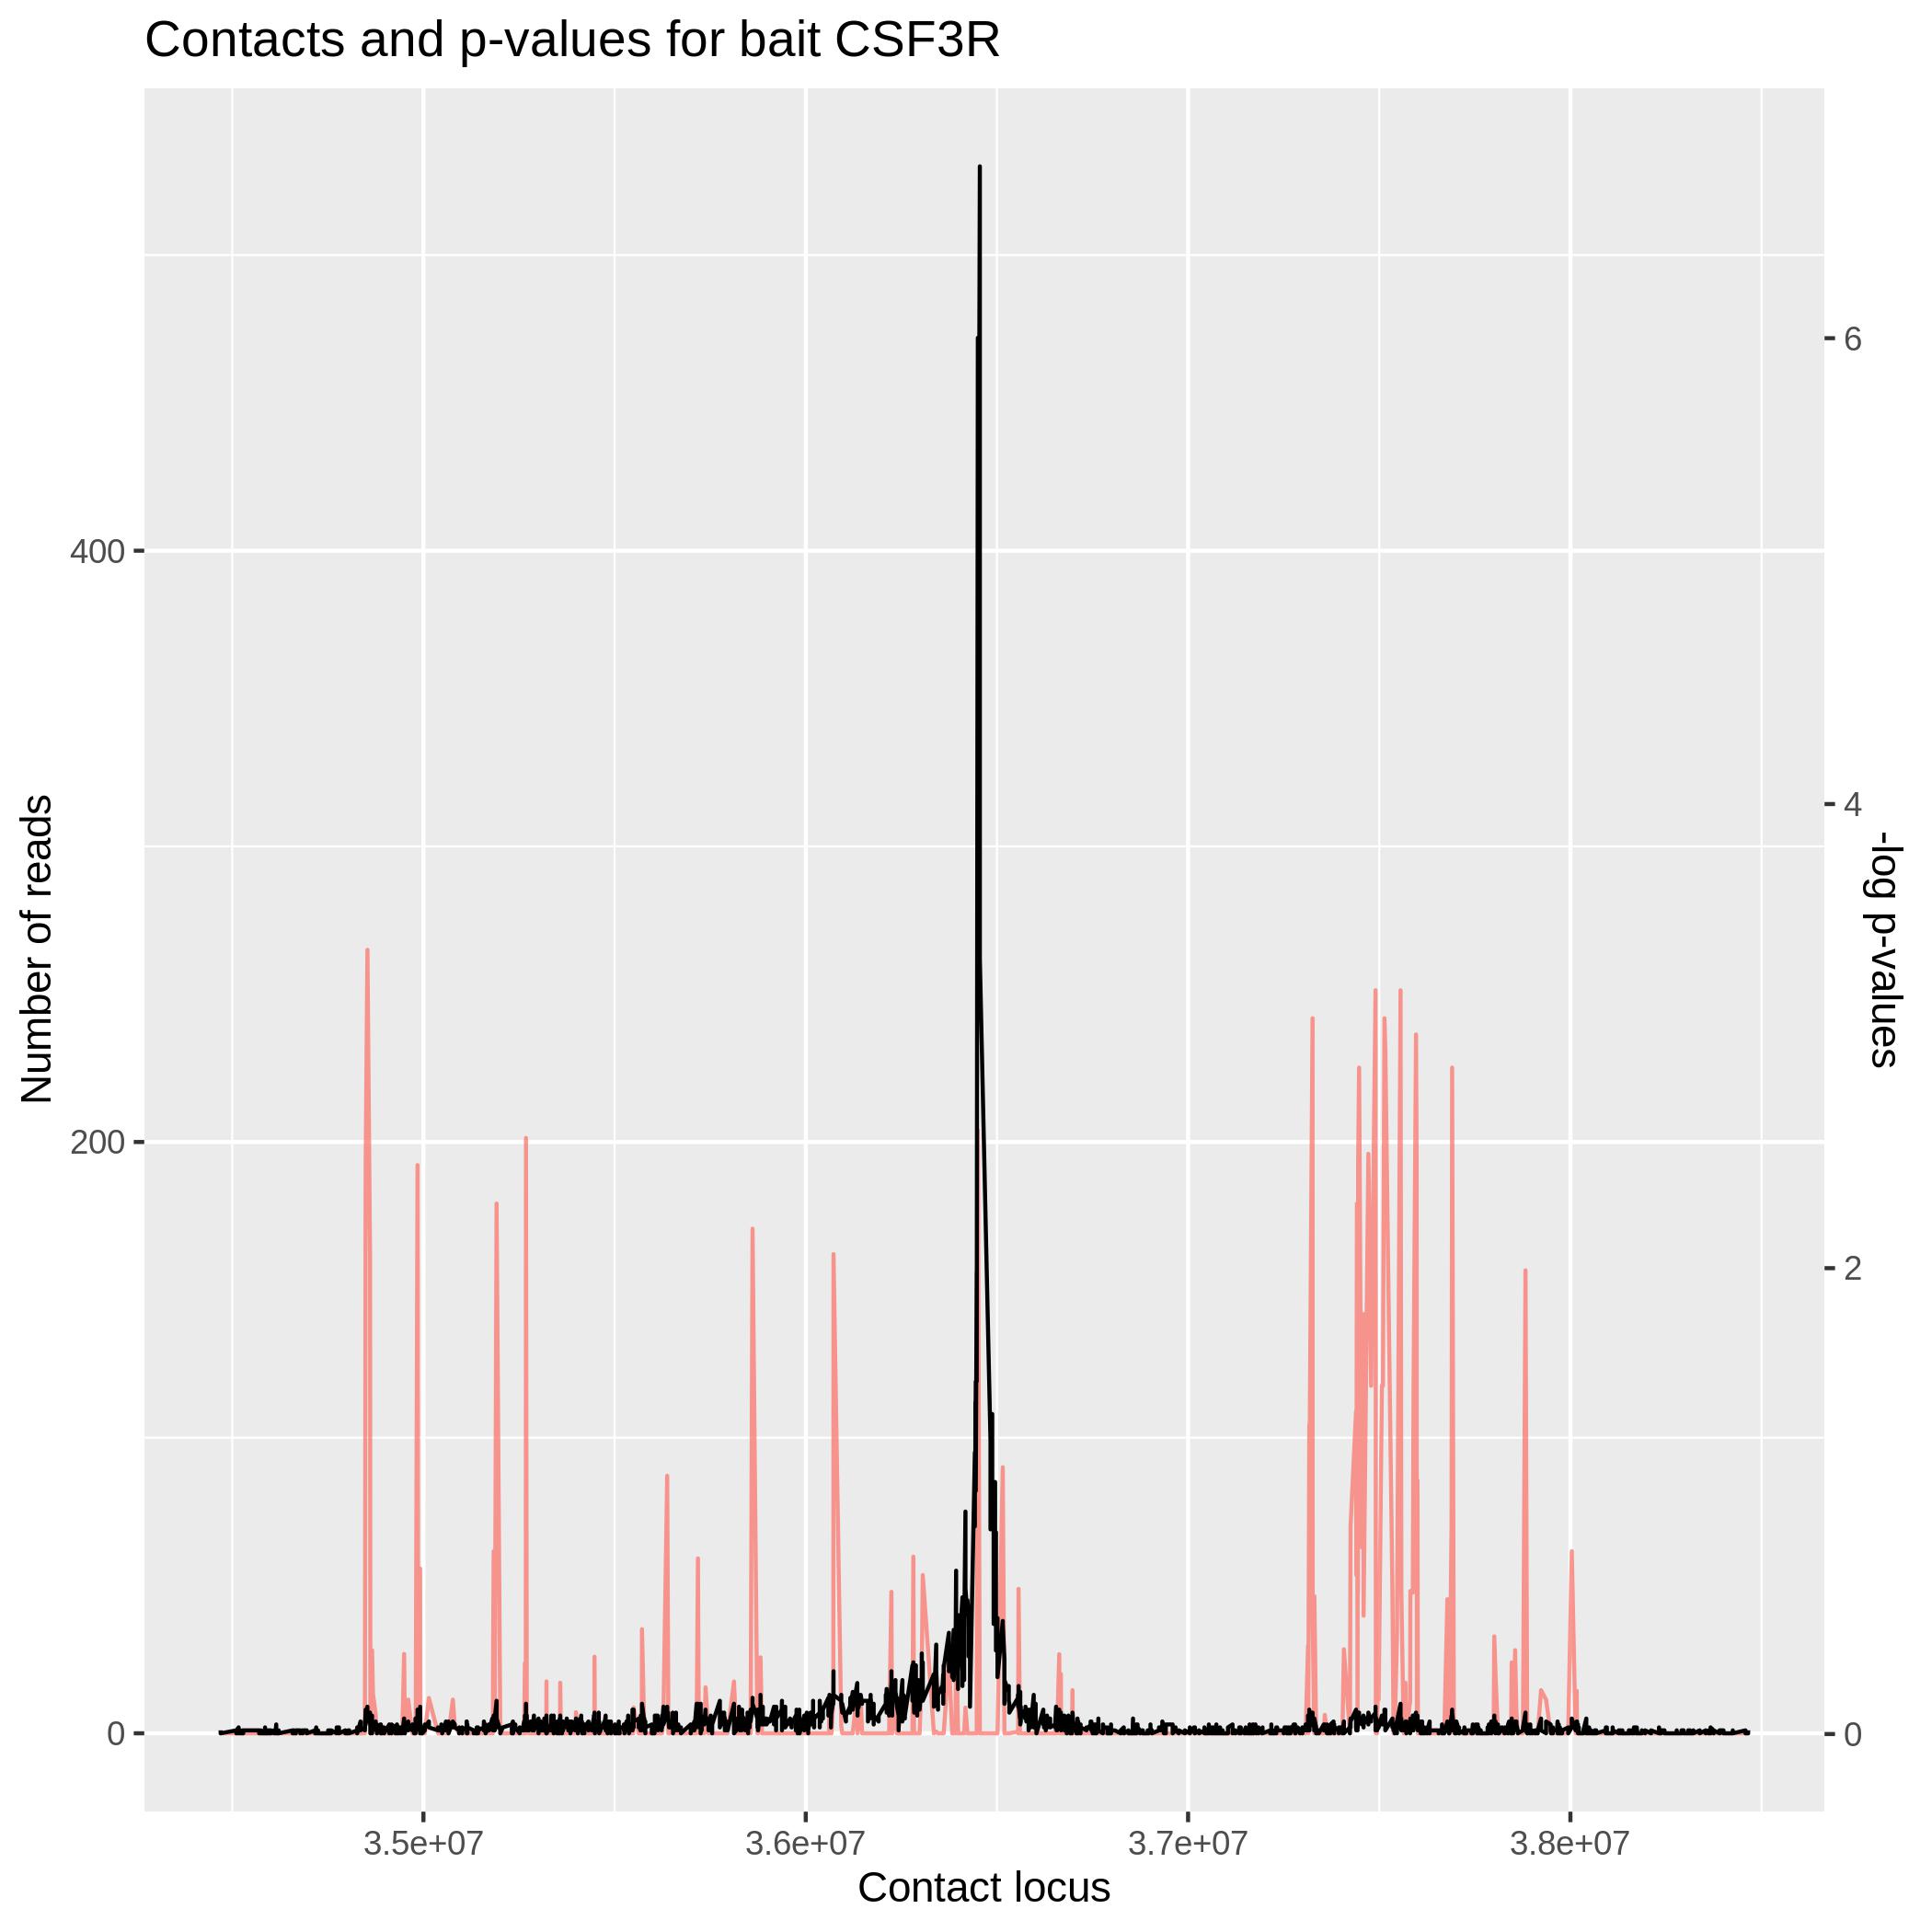 Contacts and p-values for bait CSF3R
Number of reads
400
200
0
6
4
2
0
-log p-values
3.5e+07 3.6e+07 3.7e+07 3.8e+07
Contact locus